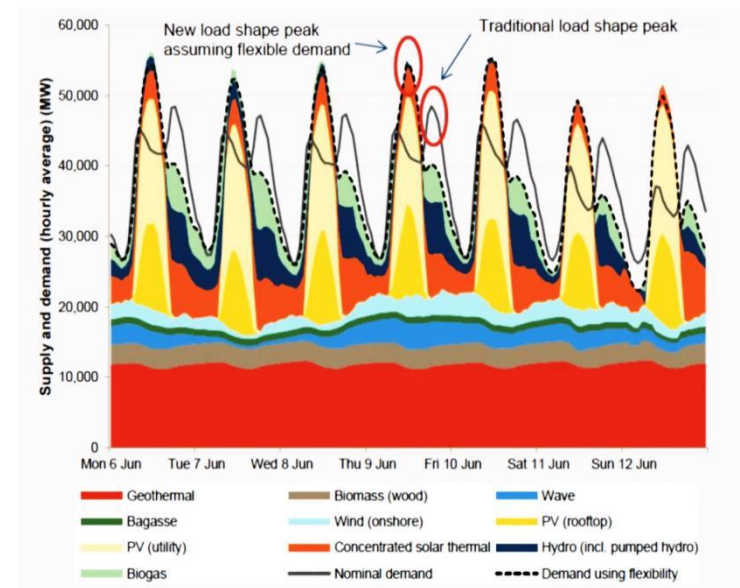 60,000
50,000
40,000
30,000
20,000
10,000
0
Supply and demand (hourly average) (MW)
New load shape peak
assuming flexible demand
Traditional load shape peak
Mon 6 Jun Tue 7 Jun Wed 8 Jun Thu 9 Jun Fri 10 Jun Sat 11 Jun Sun 12 Jun
Geothermal Biomass (wood) Wave
Bagasse Wind (onshore) PV (rooftop)
PV (utility) Concentrated solar thermal Hydro (incl. pumped hydro)
Biogas Nominal demand Demand using flexibility